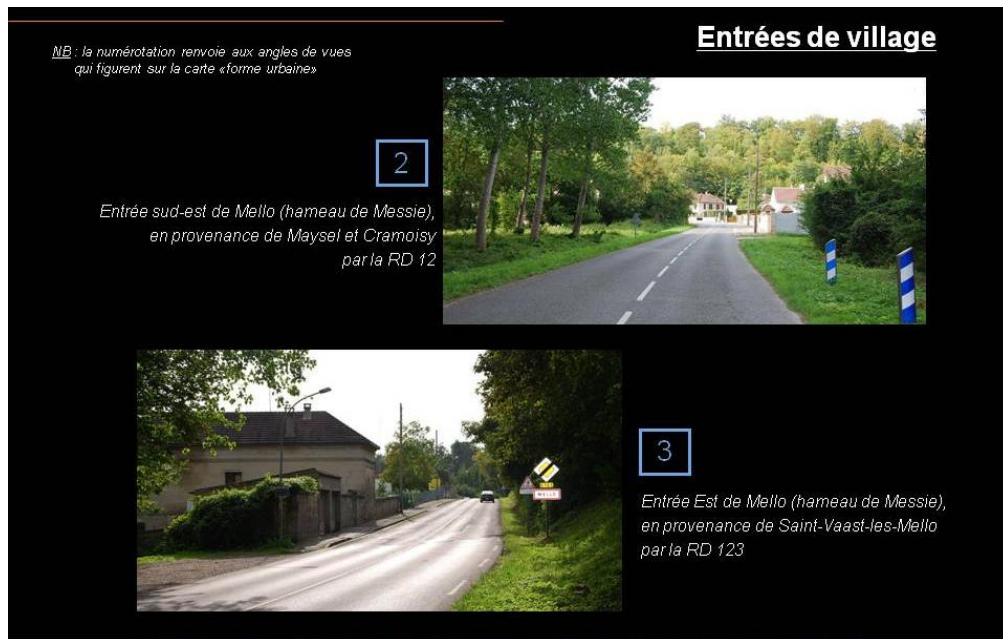 Entrées de village
NB : la numérotation renvoie aux angles de vues
qui figurent sur la carte «forme urbaine»
2
Entrée sud-est de Mello (hameau de Messie),
en provenance de Maysel et Cramoisy
par la RD 12
MELLO
3
Entrée Est de Mello (hameau de Messie),
en provenance de Saint-Vaast-les-Mello
par la RD 123